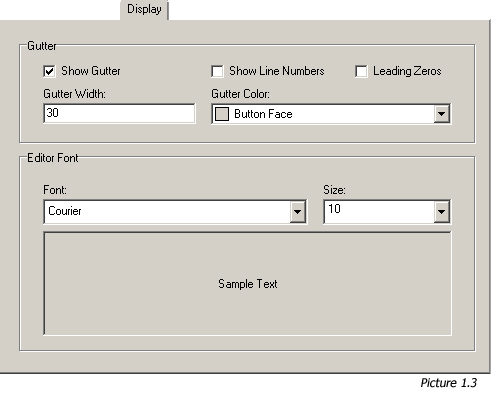 Display
Gutter
Show Gutter Show Line Numbers Leading Zeros
Gutter Width: Gutter Color:
30 Button Face
Editor Font
Font: Size:
Courier 10
Sample Text
Picture 1.3